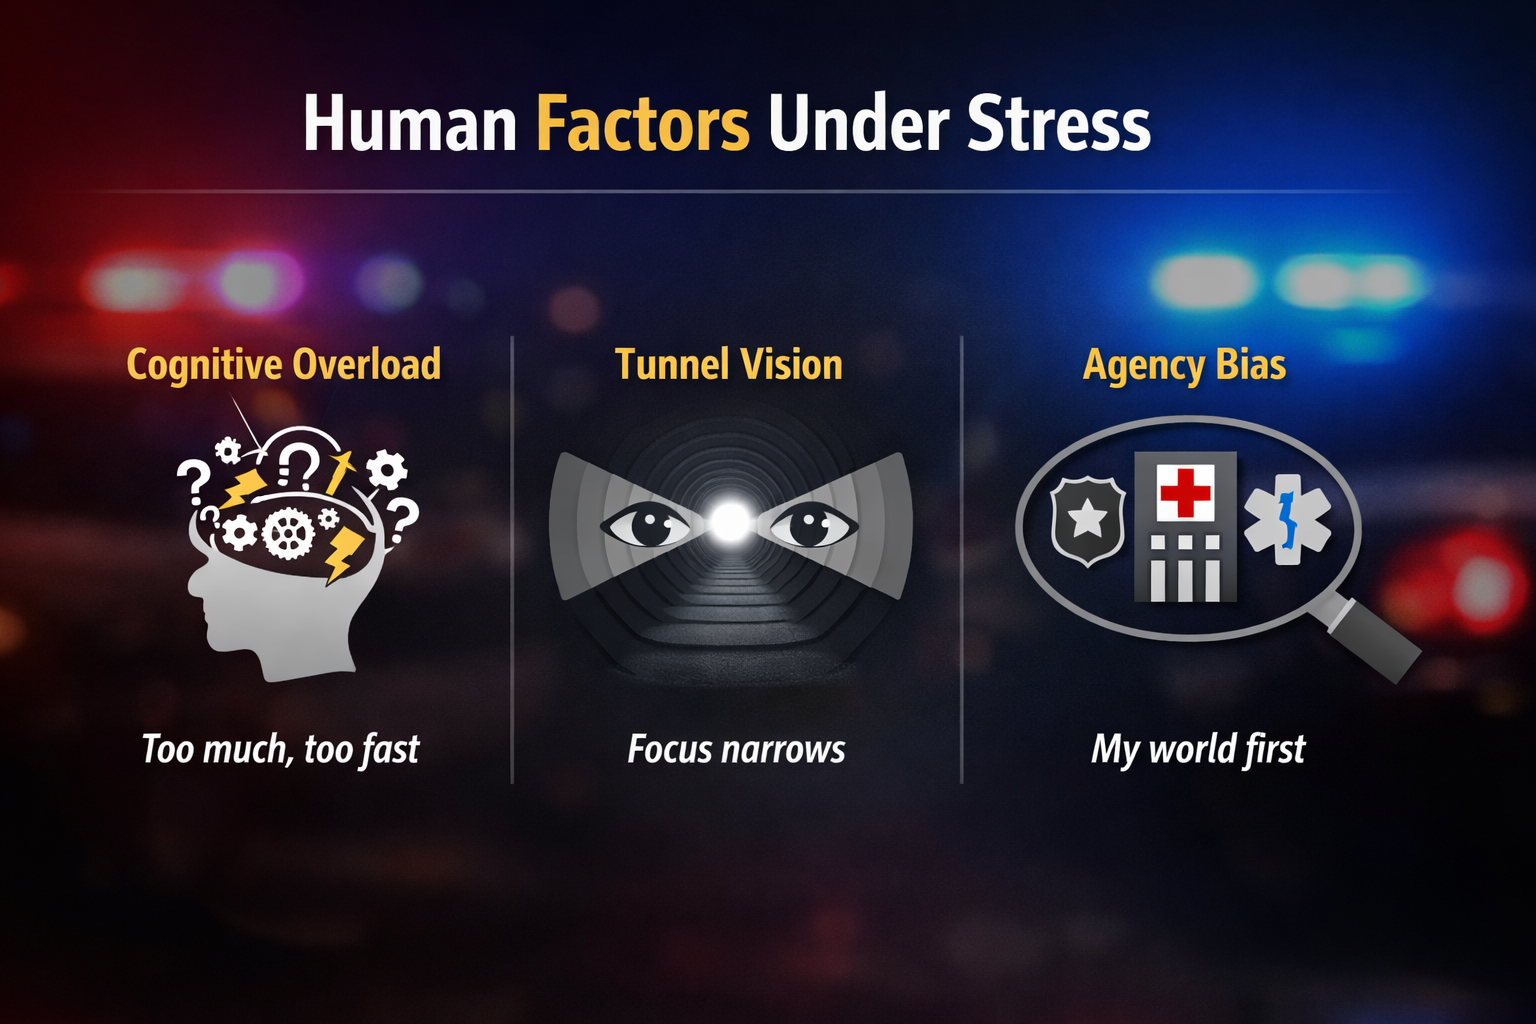 Human Factors Under Stress
Cognitive Overload
Tunnel Vision
Agency Bias
? ? ? ? ?
Too much, too fast
Focus narrows
My world first